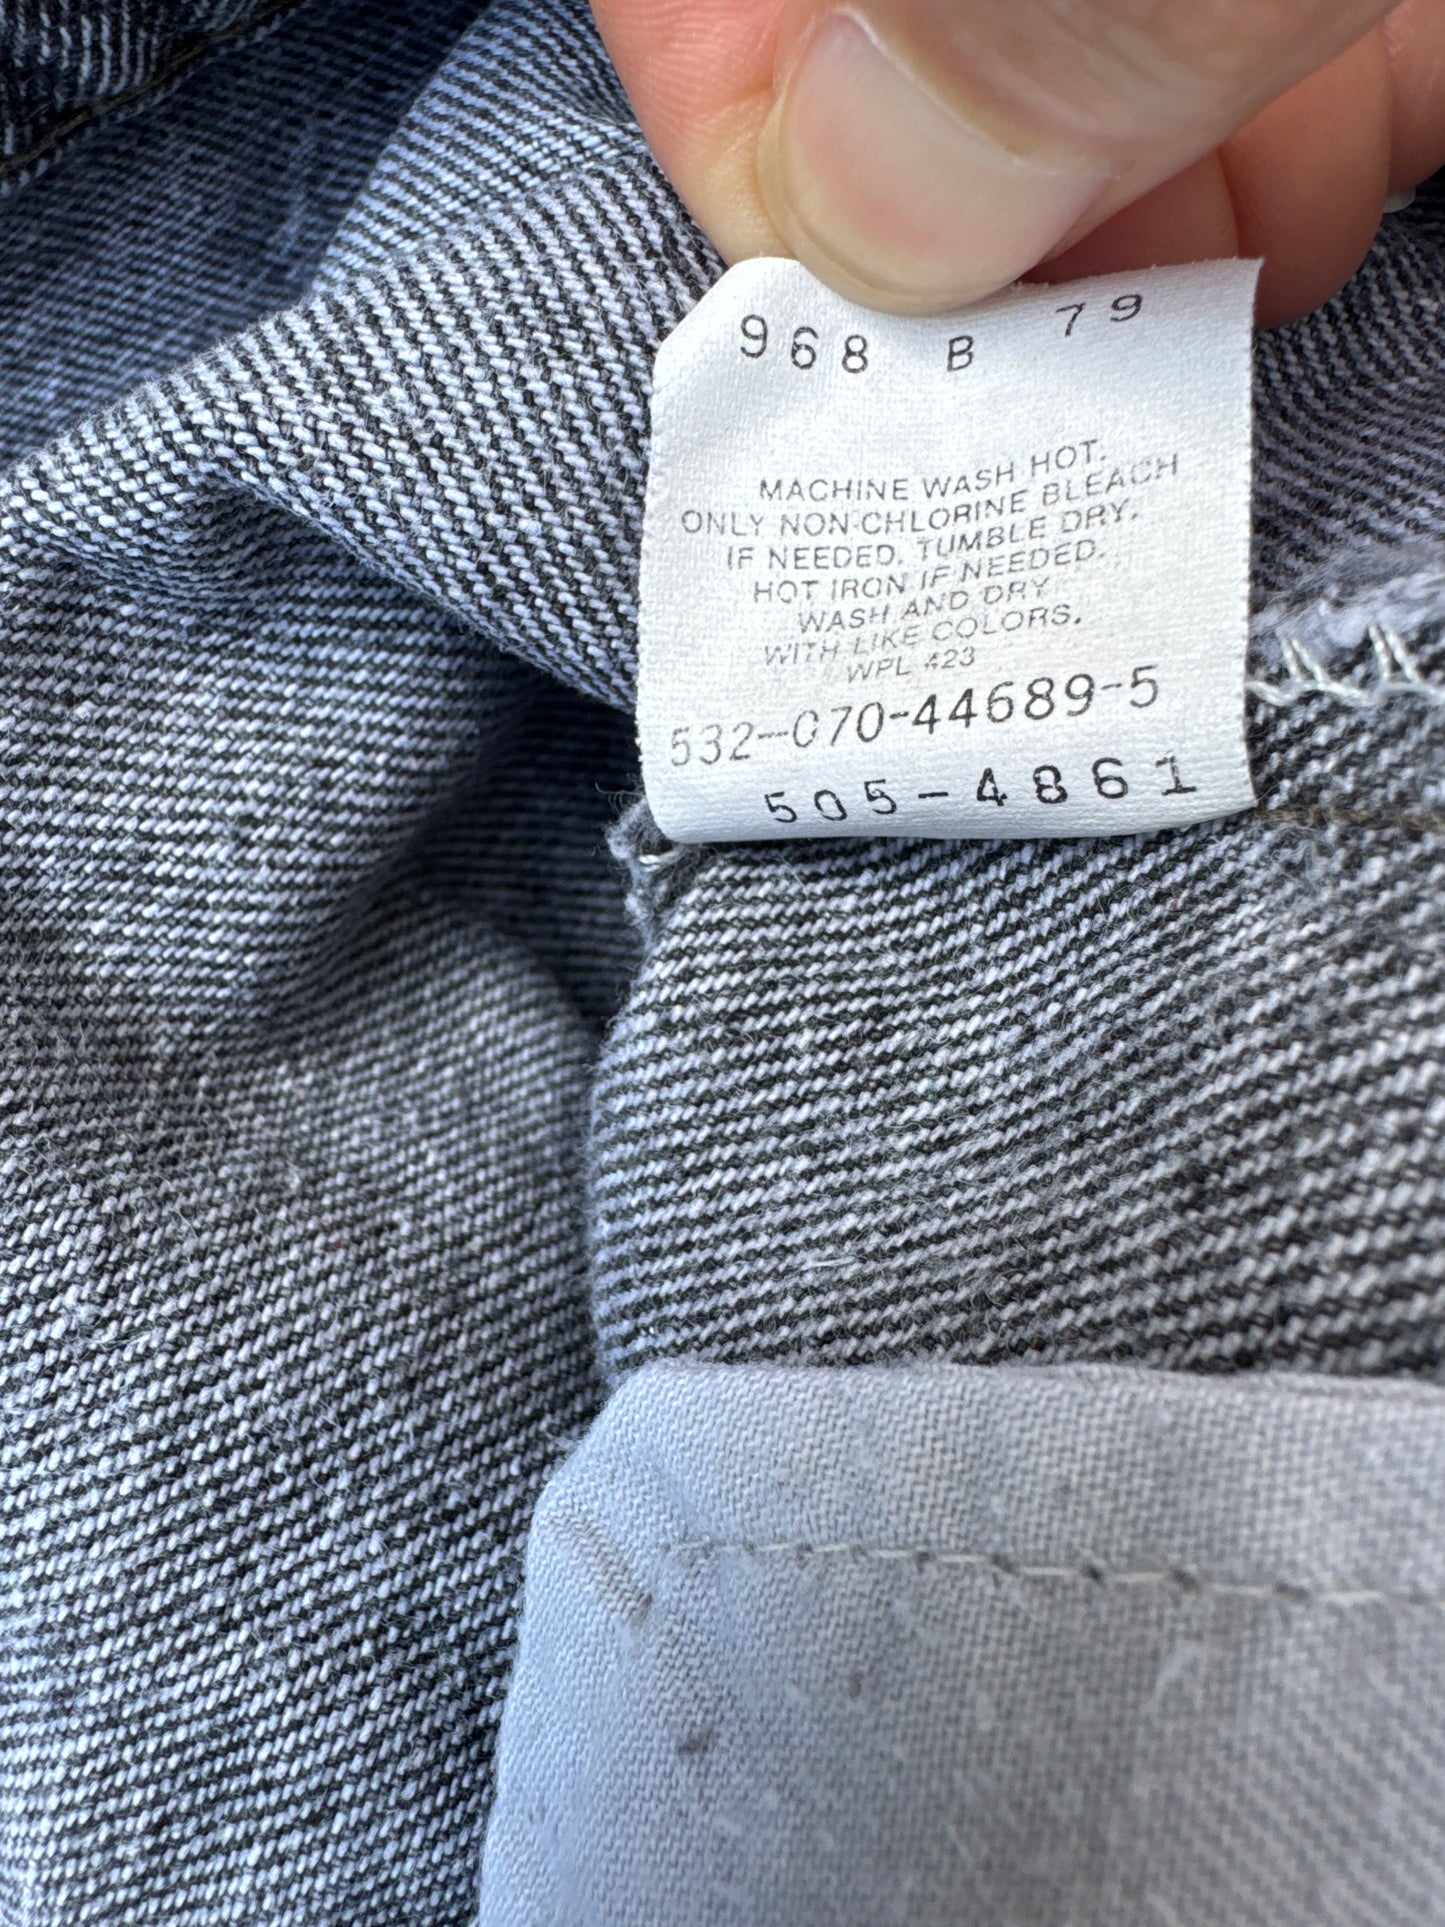 968 B 79
MACHINE WASH HOT.
ONLY NON-CHLORINE BLEACH
IF NEEDED. TUMBLE DRY.
HOT IRON IF NEEDED.
WASH AND DRY
WITH LIKE COLORS.
WPL 423
532-070-44689-5
505-4861